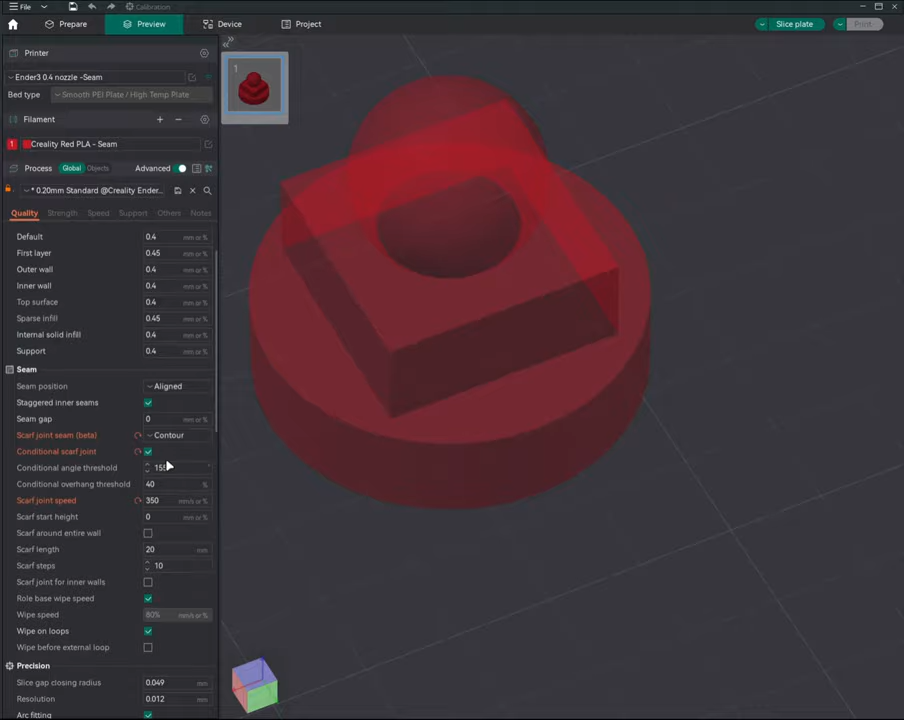 File
Calibration
Prepare
Preview
Device
Project
Slice plate
Print
Printer
Ender3 0.4 nozzle -Seam
Bed type
Smooth PEI Plate / High Temp Plate
1
Filament
1
Creality Red PLA - Seam
Process
Global
Objects
Advanced
* 0.20mm Standard @Creality Ender...
Quality
Strength
Speed
Support
Others
Notes
Default 0.4 mm or %
First layer 0.45 mm or %
Outer wall 0.4 mm or %
Inner wall 0.4 mm or %
Top surface 0.4 mm or %
Sparse infill 0.45 mm or %
Internal solid infill 0.4 mm or %
Support 0.4 mm or %
Seam
Seam position Aligned
Staggered inner seams
Seam gap 0 mm or %
Scarf joint seam (beta) Contour
Conditional scarf joint
Conditional angle threshold 155 °
Conditional overhang threshold 40 %
Scarf joint speed 350 mm/s or %
Scarf start height 0 mm or %
Scarf around entire wall
Scarf length 20 mm
Scarf steps 10
Scarf joint for inner walls
Role base wipe speed
Wipe speed 80% mm/s or %
Wipe on loops
Wipe before external loop
Precision
Slice gap closing radius 0.049 mm
Resolution 0.012 mm
Arc fitting